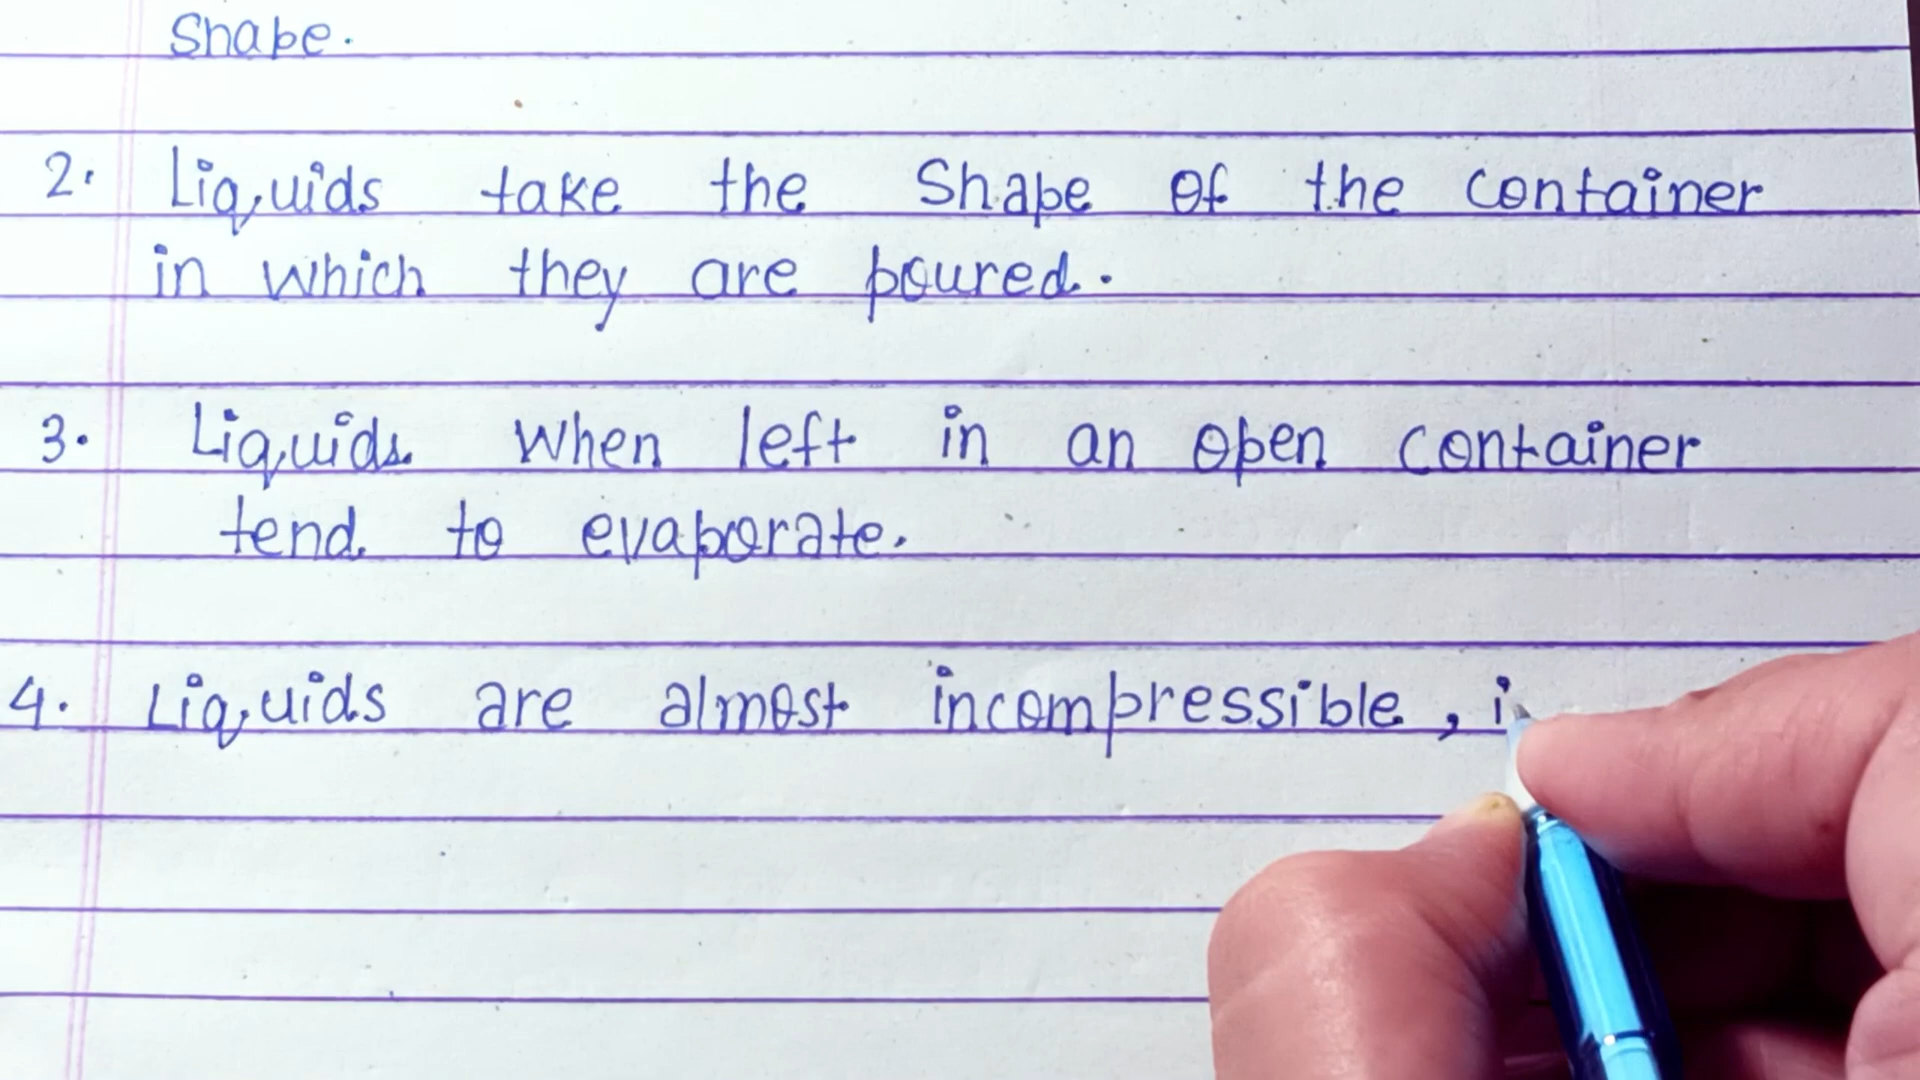 Shape.
2. Liquids take the Shape of the container
in which they are poured.
3. Liquids when left in an open container
tend to evaporate.
4. Liquids are almost incompressible, i